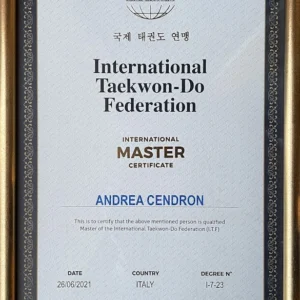 국제 태권도 연맹
International
Taekwon-Do
Federation
INTERNATIONAL
MASTER
CERTIFICATE
ANDREA CENDRON
This is to certify that the above mentioned person is qualified
Master of the International Taekwon-Do Federation (I.T.F)
DATE COUNTRY DEGREE N°
26/06/2021 ITALY I-7-23